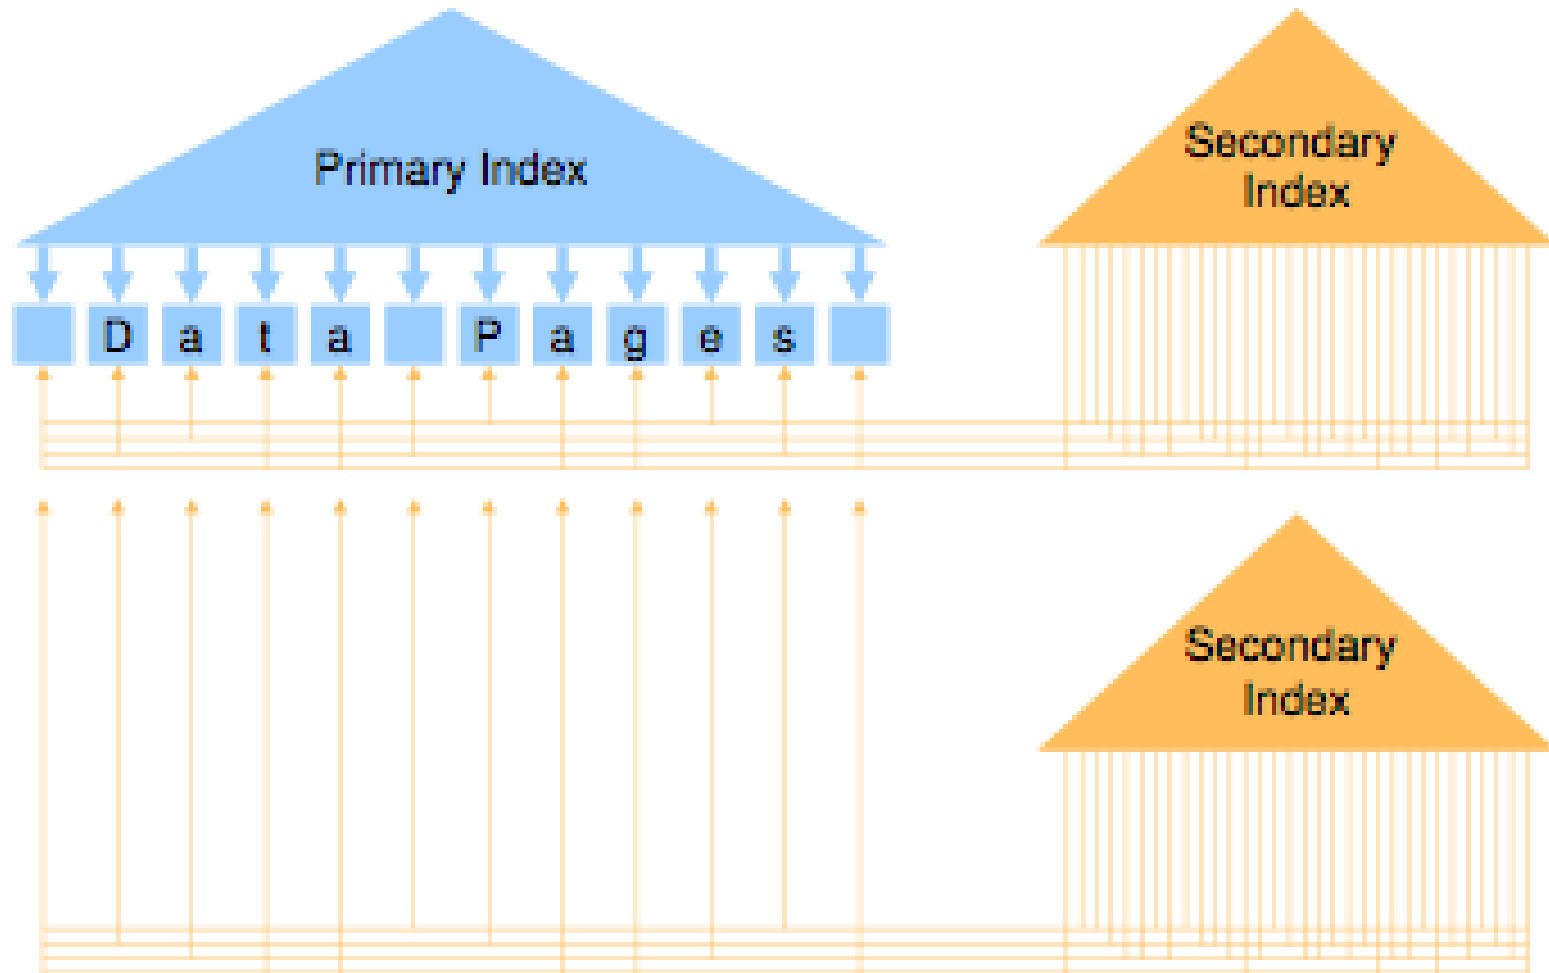 Primary Index
Secondary
Index
D a t a P a g e s
Secondary
Index